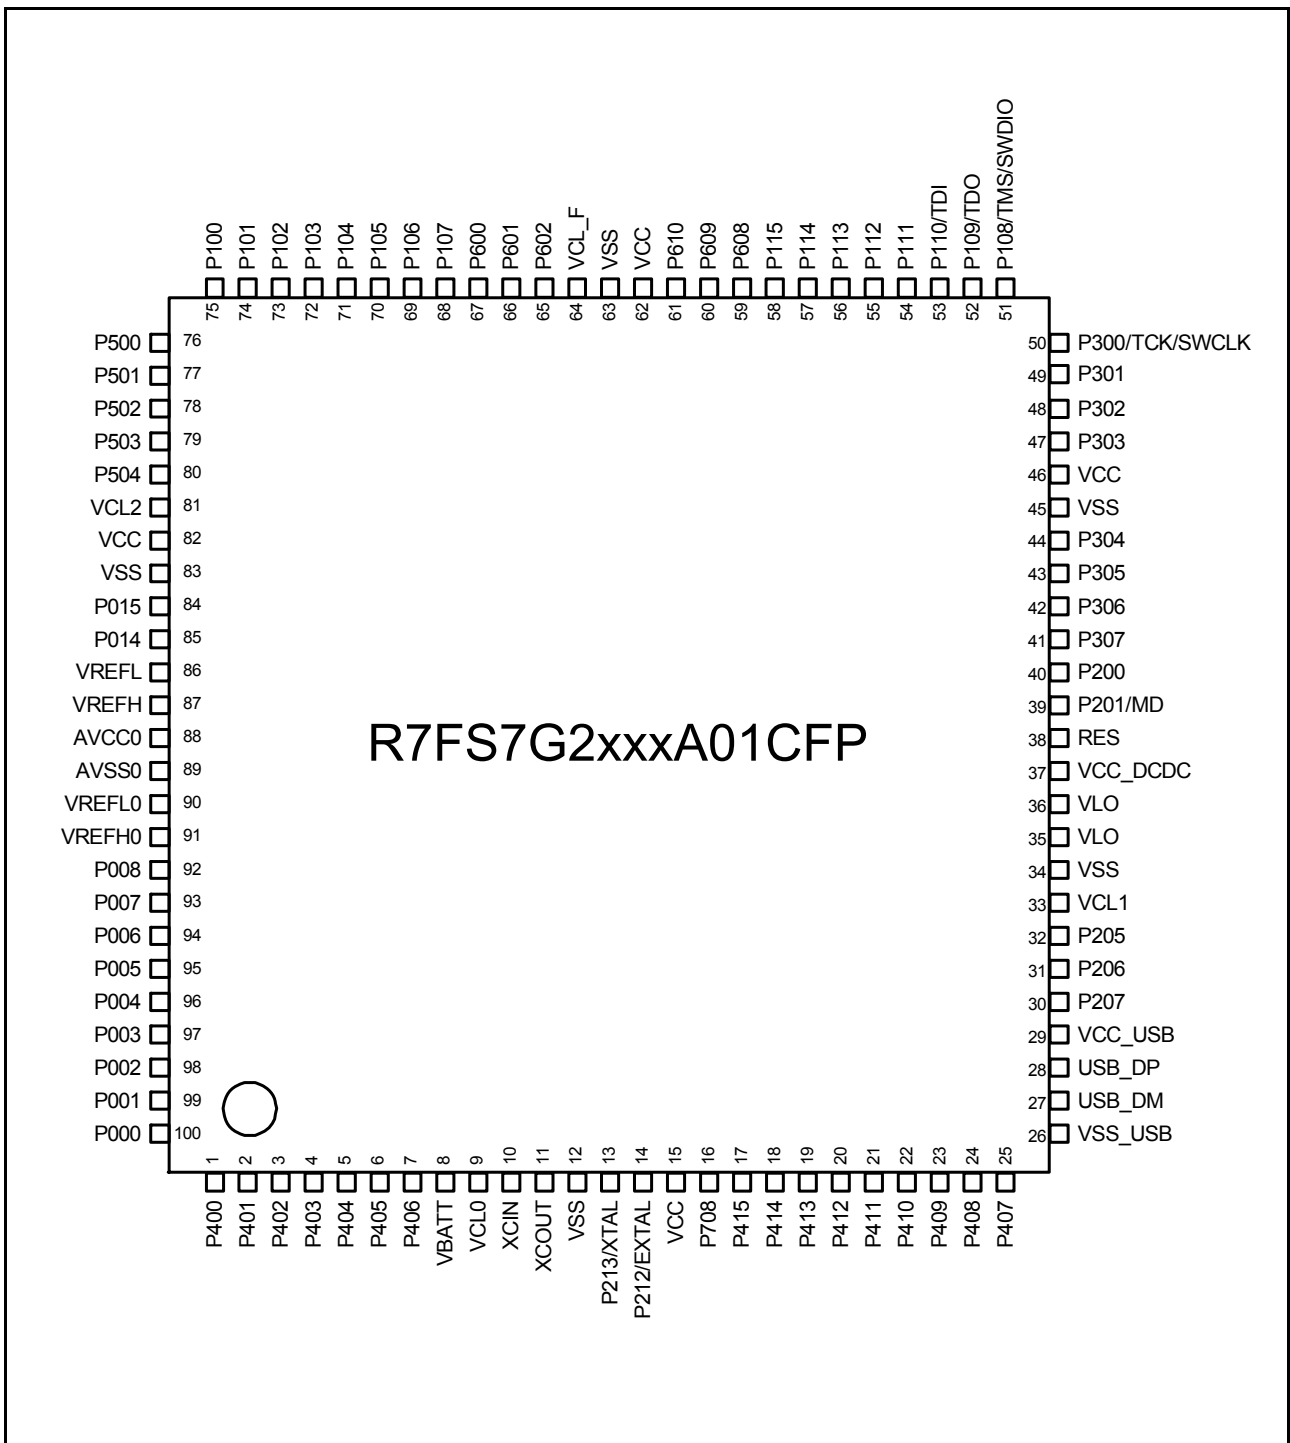 P100
P101
P102
P103
P104
P105
P106
P107
P600
P601
P602
VCL_F
VSS
VCC
P610
P609
P608
P115
P114
P113
P112
P111
P110/TDI
P109/TDO
P108/TMS/SWDIO
75
74
73
72
71
70
69
68
67
66
65
64
63
62
61
60
59
58
57
56
55
54
53
52
51
P500 76
P501 77
P502 78
P503 79
P504 80
VCL2 81
VCC 82
VSS 83
P015 84
P014 85
VREFL 86
VREFH 87
AVCC0 88
AVSS0 89
VREFL0 90
VREFH0 91
P008 92
P007 93
P006 94
P005 95
P004 96
P003 97
P002 98
P001 99
P000 100
R7FS7G2xxxA01CFP
50 P300/TCK/SWCLK
49 P301
48 P302
47 P303
46 VCC
45 VSS
44 P304
43 P305
42 P306
41 P307
40 P200
39 P201/MD
38 RES
37 VCC_DCDC
36 VLO
35 VLO
34 VSS
33 VCL1
32 P205
31 P206
30 P207
29 VCC_USB
28 USB_DP
27 USB_DM
26 VSS_USB
1
2
3
4
5
6
7
8
9
10
11
12
13
14
15
16
17
18
19
20
21
22
23
24
25
P400
P401
P402
P403
P404
P405
P406
VBATT
VCL0
XCIN
XCOUT
VSS
P213/XTAL
P212/EXTAL
VCC
P708
P415
P414
P413
P412
P411
P410
P409
P408
P407